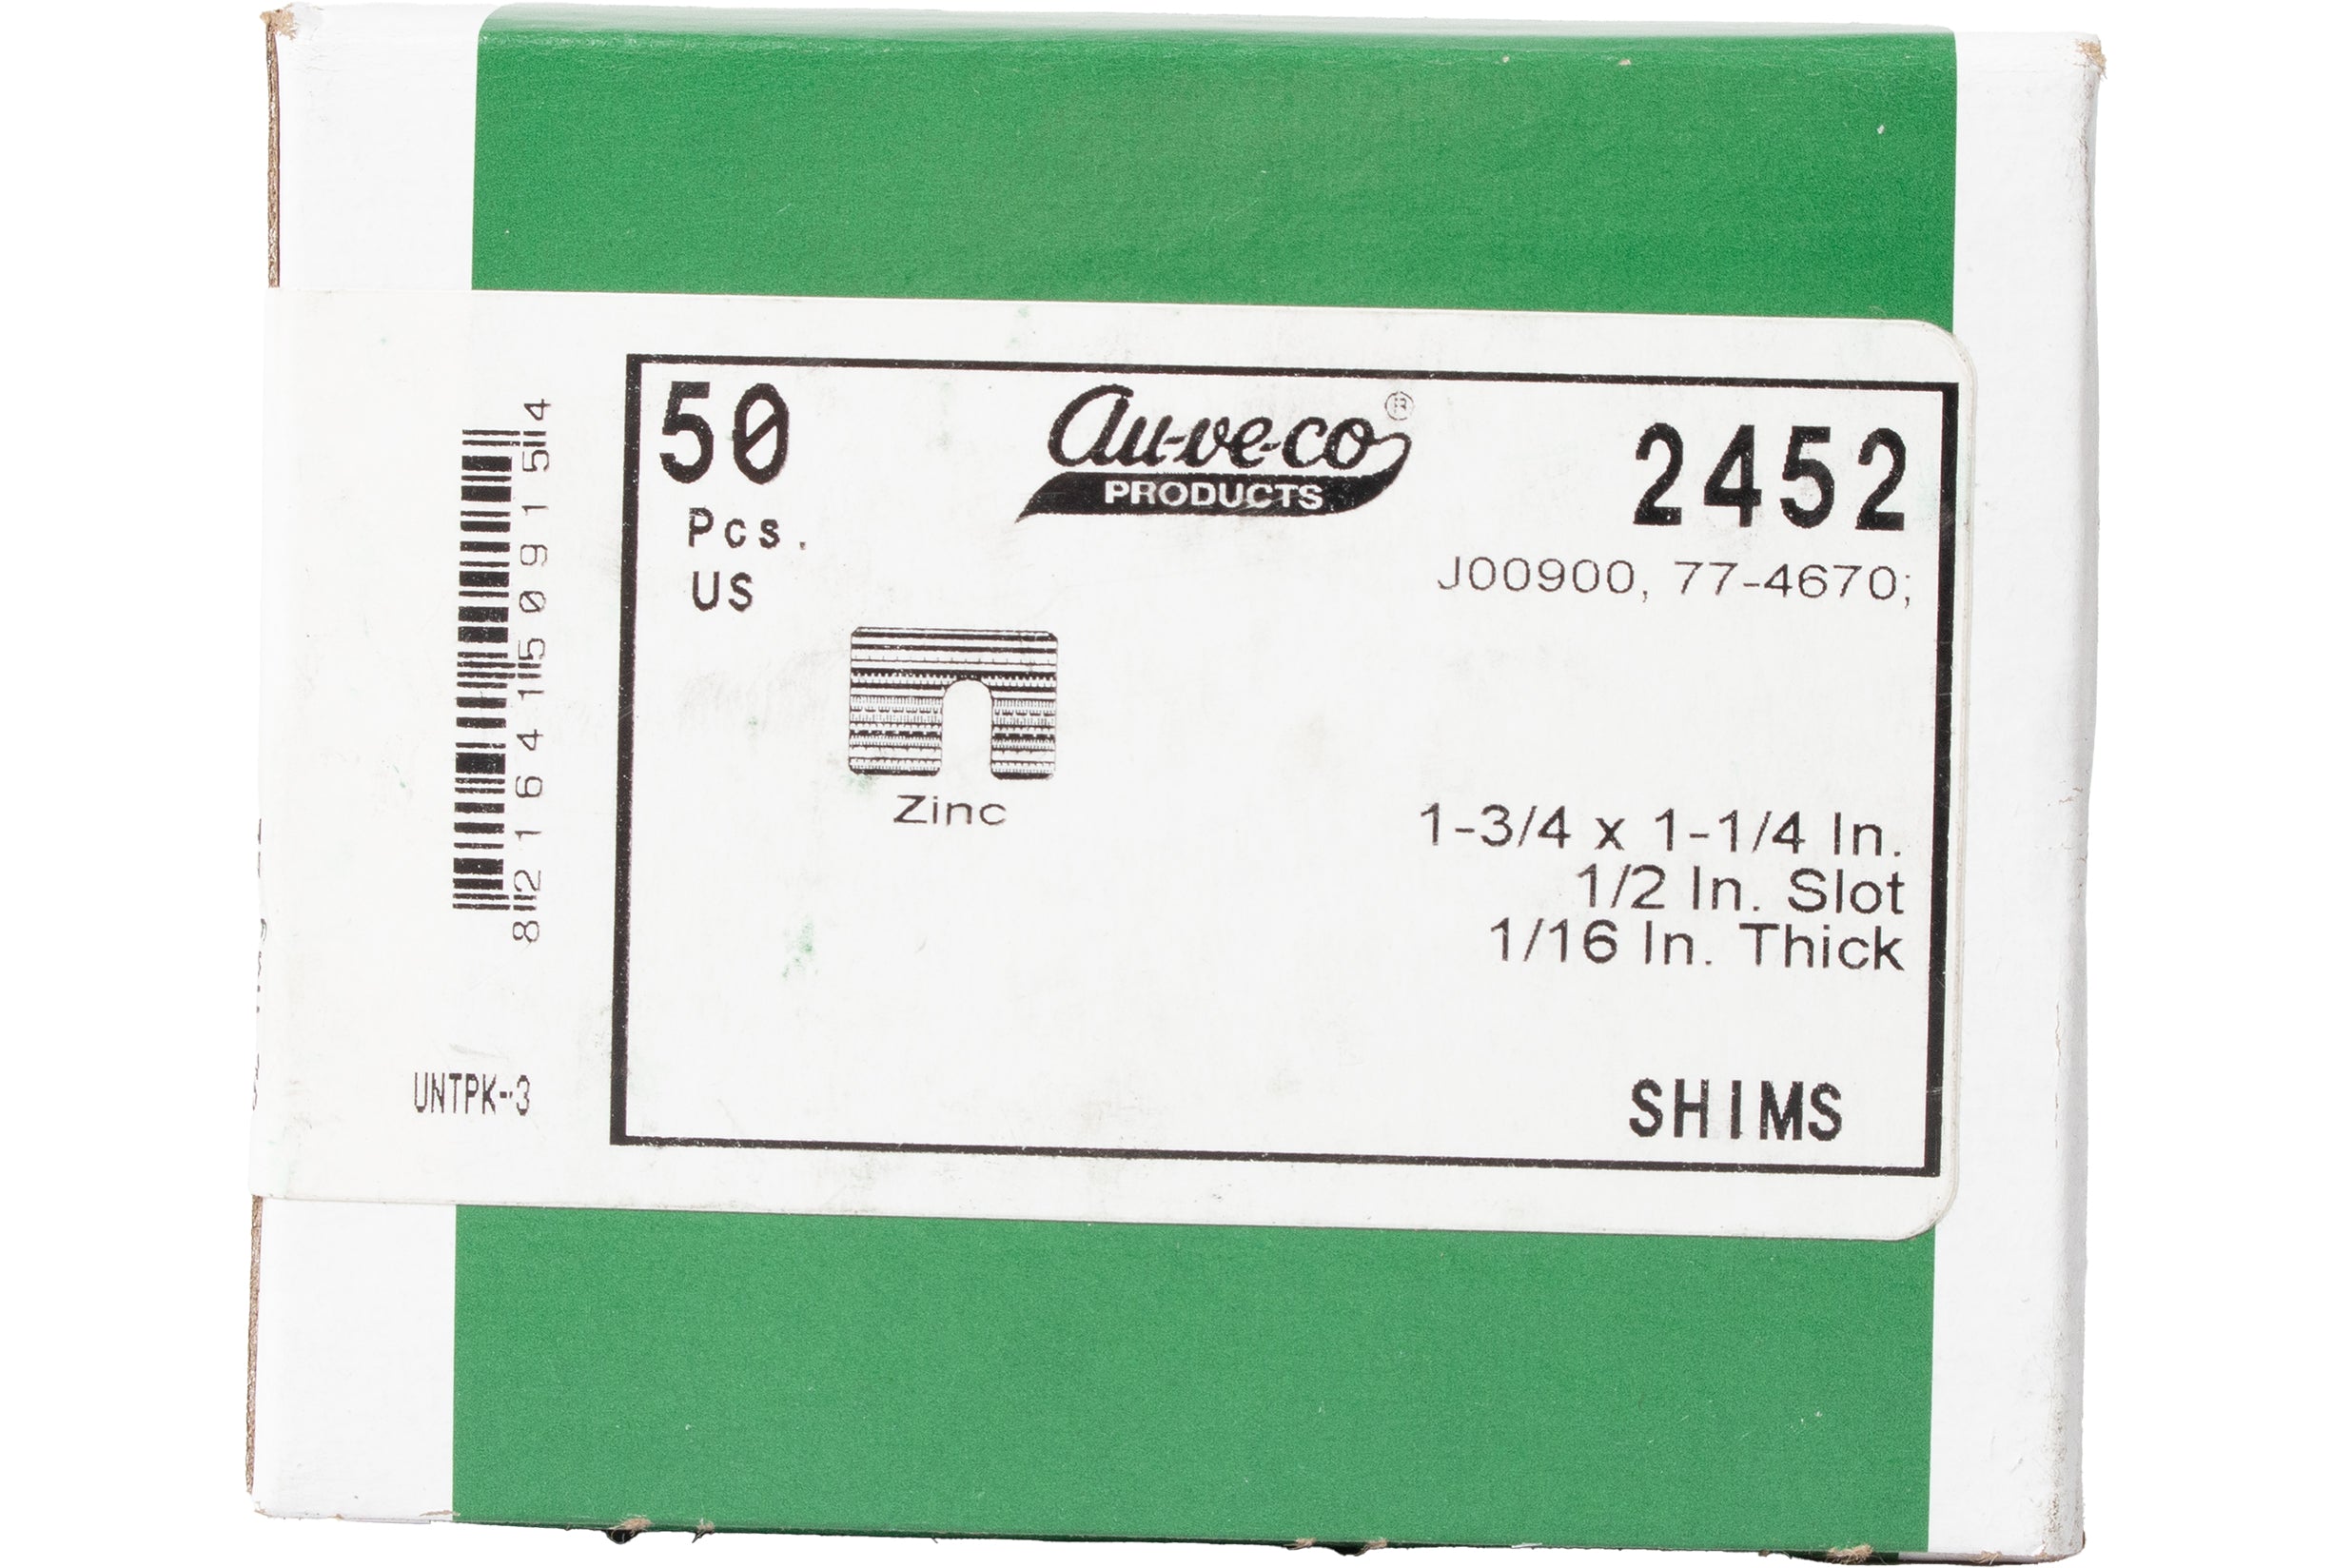 50
Pcs.
US
au-ve-co®
PRODUCTS
2452
J00900, 77-4670;
Zinc
1-3/4 x 1-1/4 In.
1/2 In. Slot
1/16 In. Thick
SHIMS
8 21641 50915 4
UNTPK-3